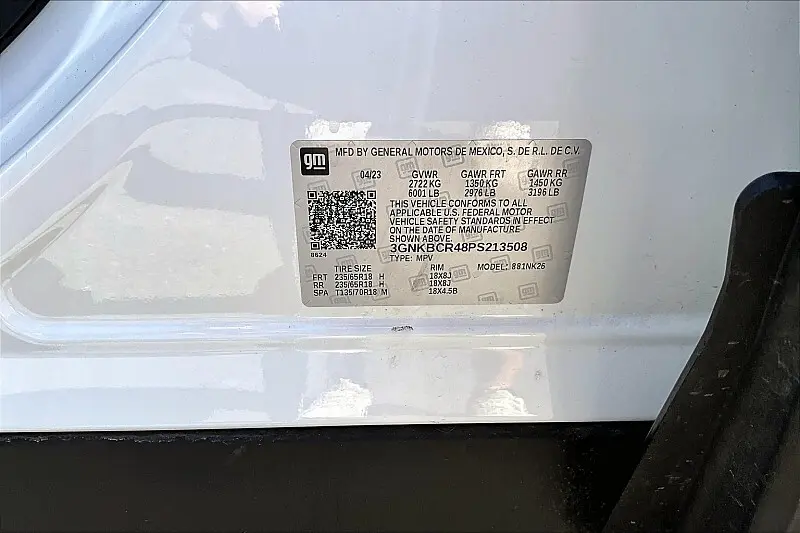 gm MFD BY GENERAL MOTORS DE MEXICO, S. DE R.L. DE C.V.
04/23 GVWR GAWR FRT GAWR RR
2722 KG 1350 KG 1450 KG
6001 LB 2976 LB 3196 LB
THIS VEHICLE CONFORMS TO ALL
APPLICABLE U.S. FEDERAL MOTOR
VEHICLE SAFETY STANDARDS IN EFFECT
ON THE DATE OF MANUFACTURE
SHOWN ABOVE.
3GNKBCR48PS213508
8624 TYPE: MPV
TIRE SIZE RIM MODEL: 881NK26
FRT 235/65R18 H 18X8J
RR 235/65R18 H 18X8J
SPA T135/70R18 M 18X4.5B